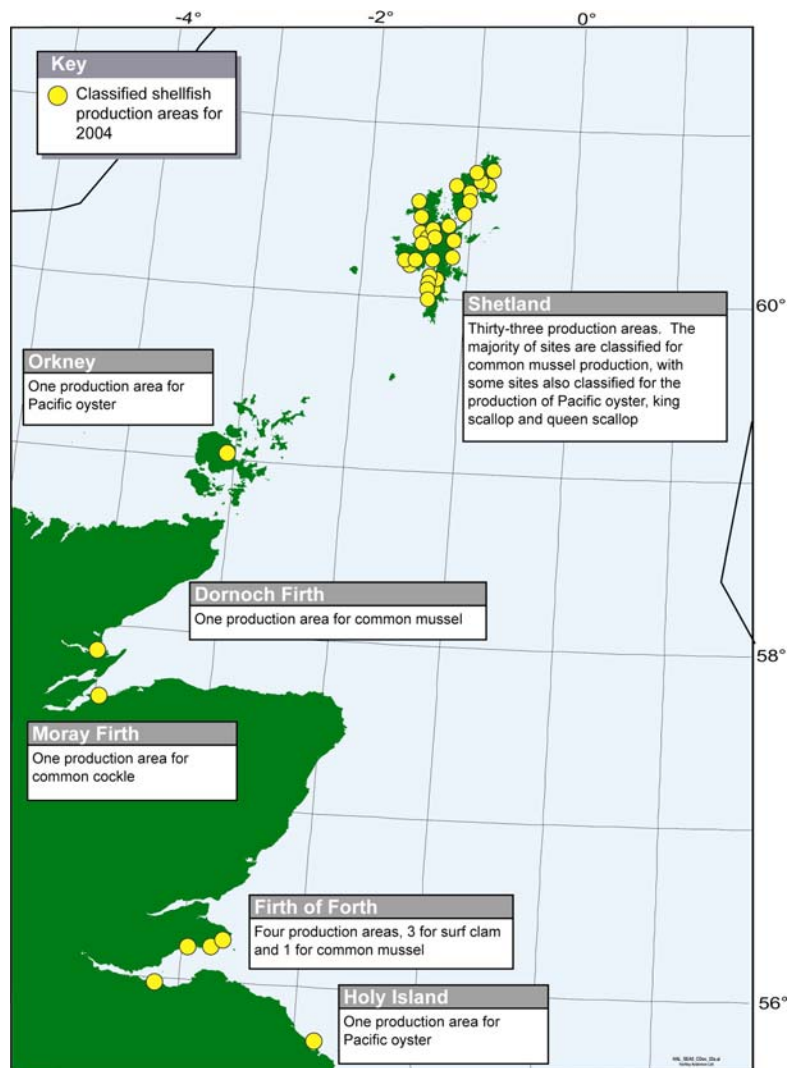 -4°
-2°
0°
Key
Classified shellfish
production areas for
2004
60°
Shetland
Thirty-three production areas.  The
majority of sites are classified for
common mussel production, with
some sites also classified for the
production of Pacific oyster, king
scallop and queen scallop
Orkney
One production area for
Pacific oyster
Dornoch Firth
One production area for common mussel
58°
Moray Firth
One production area for
common cockle
Firth of Forth
Four production areas, 3 for surf clam
and 1 for common mussel
Holy Island
One production area for
Pacific oyster
56°